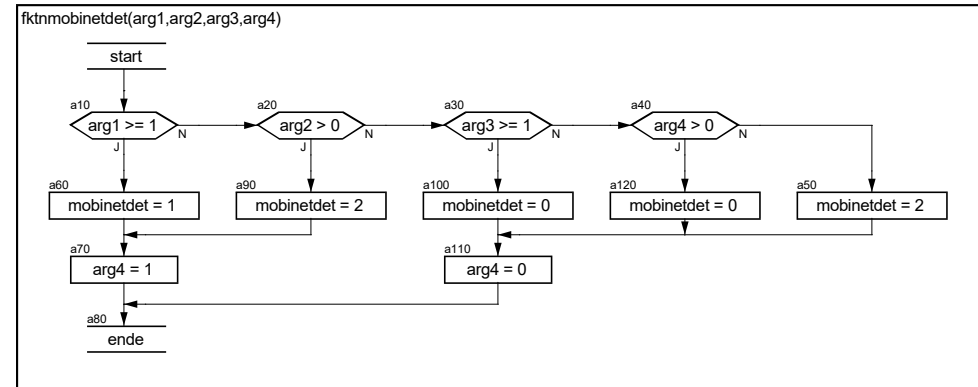 fktnmobinetdet(arg1,arg2,arg3,arg4)
start
a10 a20 a30 a40
arg1 >= 1 N arg2 > 0 N arg3 >= 1 N arg4 > 0 N
J J J J
a60 a90 a100 a120 a50
mobinetdet = 1 mobinetdet = 2 mobinetdet = 0 mobinetdet = 0 mobinetdet = 2
a70 a110
arg4 = 1 arg4 = 0
a80
ende